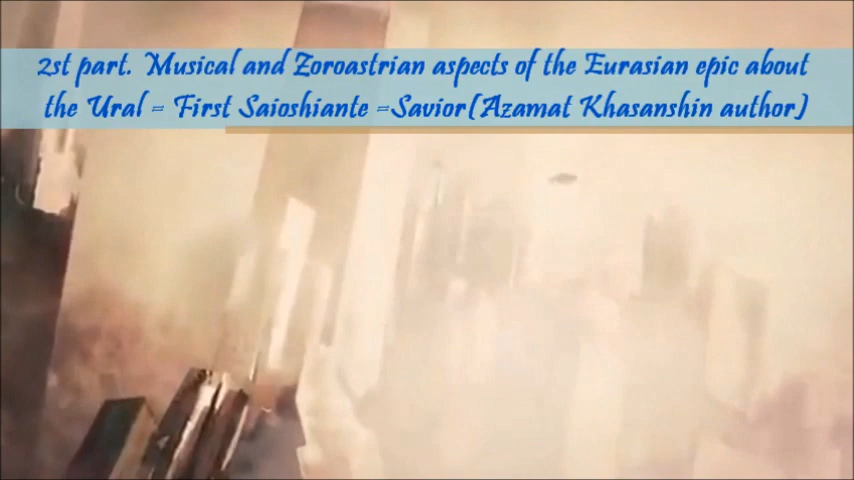 2st part. Musical and Zoroastrian aspects of the Eurasian epic about
the Ural = First Saioshiante =Savior(Azamat Khasanshin author)